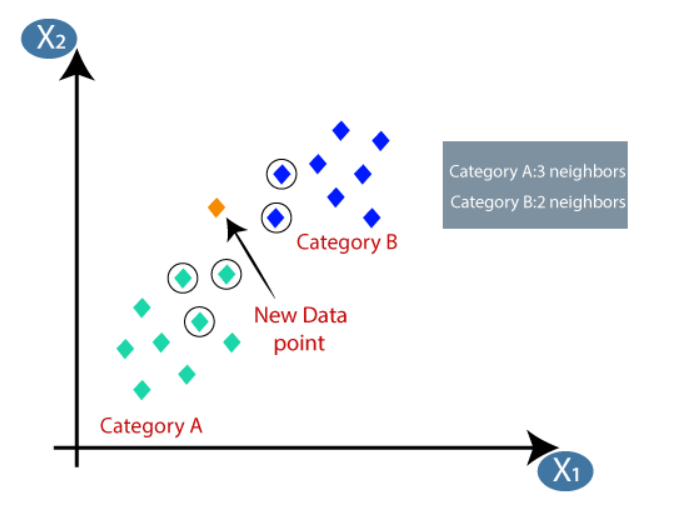 X2
Category A:3 neighbors
Category B:2 neighbors
Category B
New Data
point
Category A
X1